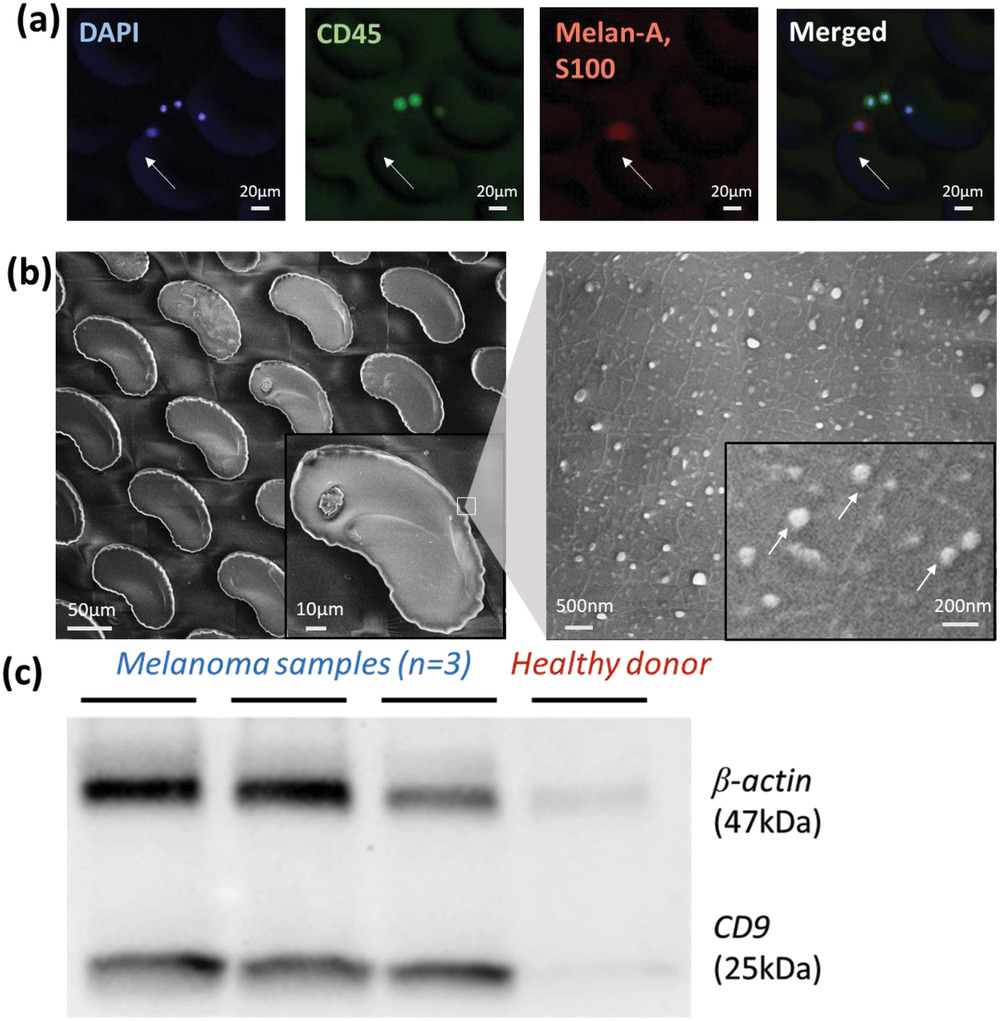 (a)
DAPI
CD45
Melan-A,
S100
Merged
20μm
20μm
20μm
20μm
(b)
50μm
10μm
500nm
200nm
(c)
Melanoma samples (n=3)
Healthy donor
β-actin
(47kDa)
CD9
(25kDa)